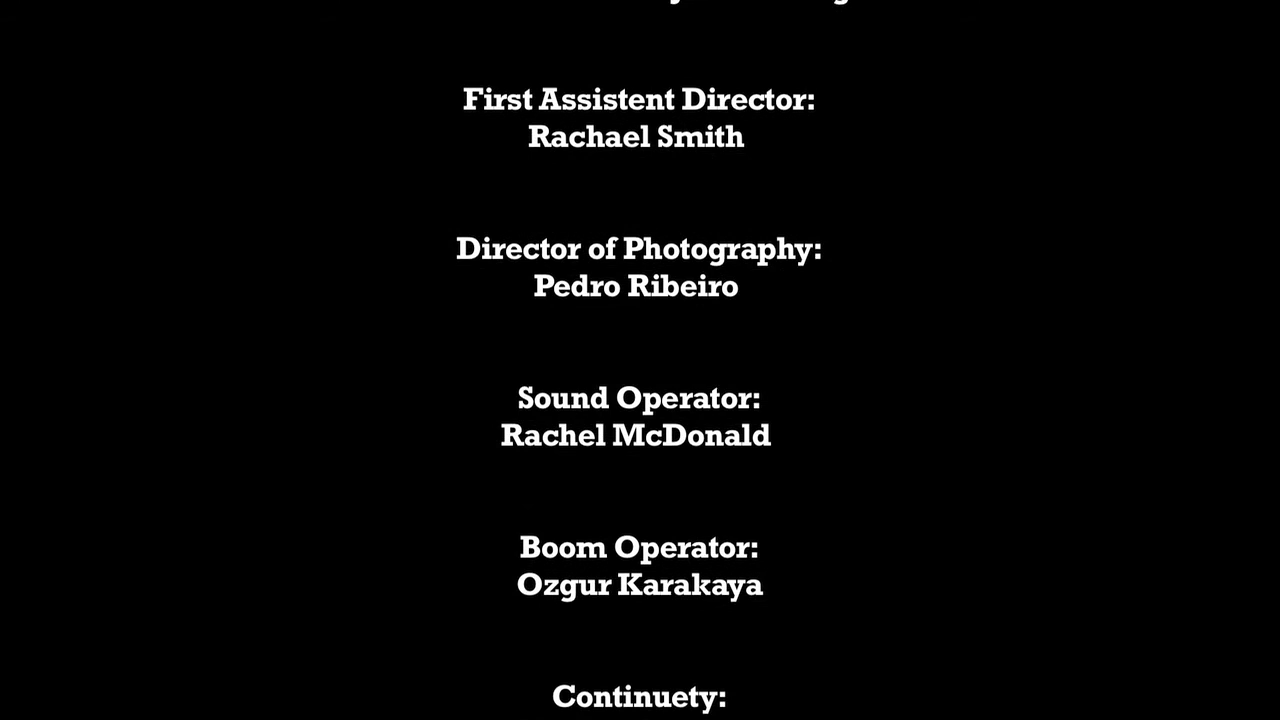 First Assistent Director:
Rachael Smith
Director of Photography:
Pedro Ribeiro
Sound Operator:
Rachel McDonald
Boom Operator:
Ozgur Karakaya
Continuety: